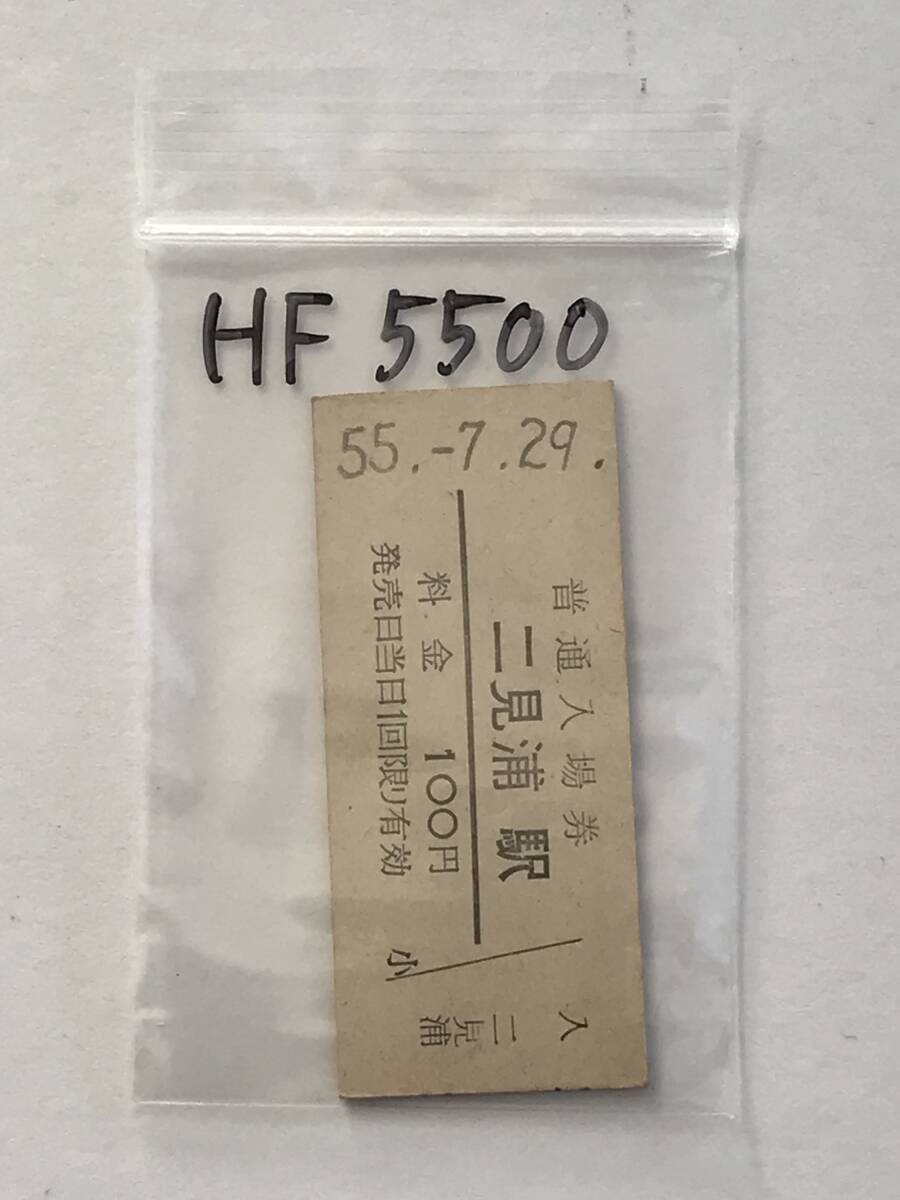 HF 5500
55.-7.29.
普通入場券
二見浦駅
料金 100円
発売日当日1回限り有効
小
入
二見浦